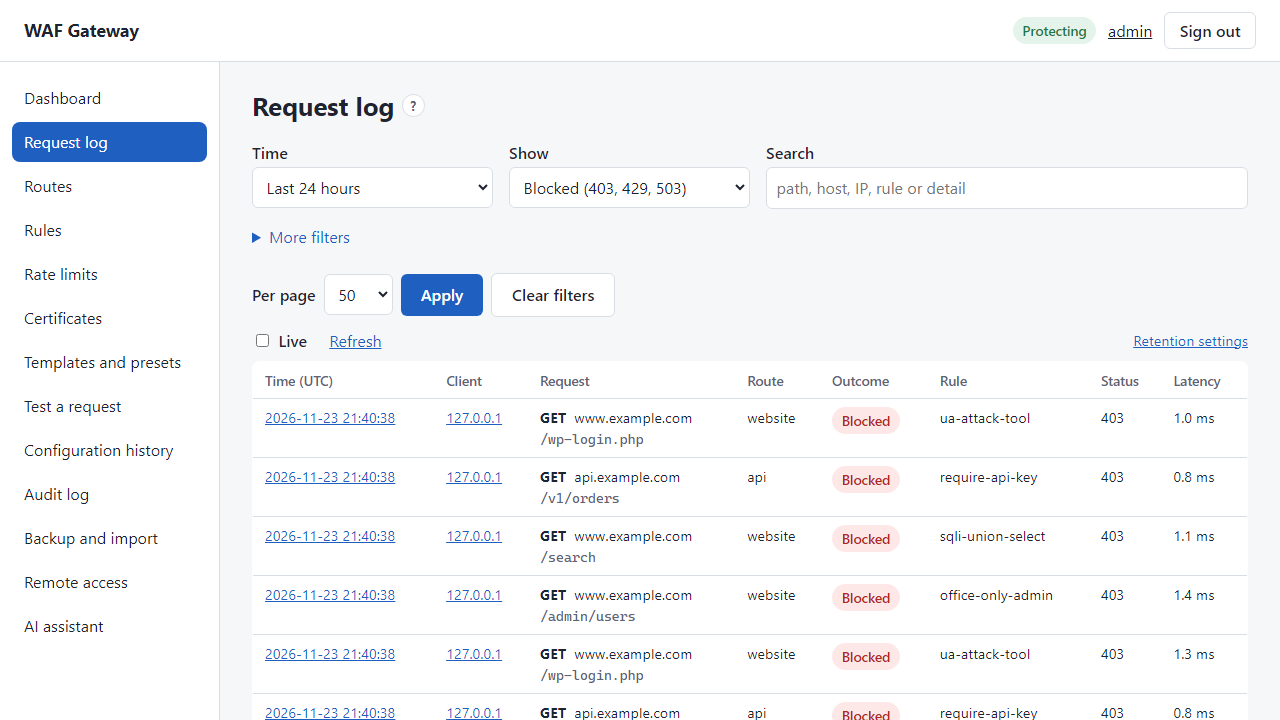 WAF Gateway
Protecting admin Sign out
Dashboard
Request log
Routes
Rules
Rate limits
Certificates
Templates and presets
Test a request
Configuration history
Audit log
Backup and import
Remote access
AI assistant
Request log ?
Time Show Search
Last 24 hours Blocked (403, 429, 503) path, host, IP, rule or detail
More filters
Per page 50 Apply Clear filters
Live Refresh Retention settings
Time (UTC) Client Request Route Outcome Rule Status Latency
2026-11-23 21:40:38 127.0.0.1 GET www.example.com website Blocked ua-attack-tool 403 1.0 ms
/wp-login.php
2026-11-23 21:40:38 127.0.0.1 GET api.example.com api Blocked require-api-key 403 0.8 ms
/v1/orders
2026-11-23 21:40:38 127.0.0.1 GET www.example.com website Blocked sqli-union-select 403 1.1 ms
/search
2026-11-23 21:40:38 127.0.0.1 GET www.example.com website Blocked office-only-admin 403 1.4 ms
/admin/users
2026-11-23 21:40:38 127.0.0.1 GET www.example.com website Blocked ua-attack-tool 403 1.3 ms
/wp-login.php
2026-11-23 21:40:38 127.0.0.1 GET api.example.com api Blocked require-api-key 403 0.8 ms